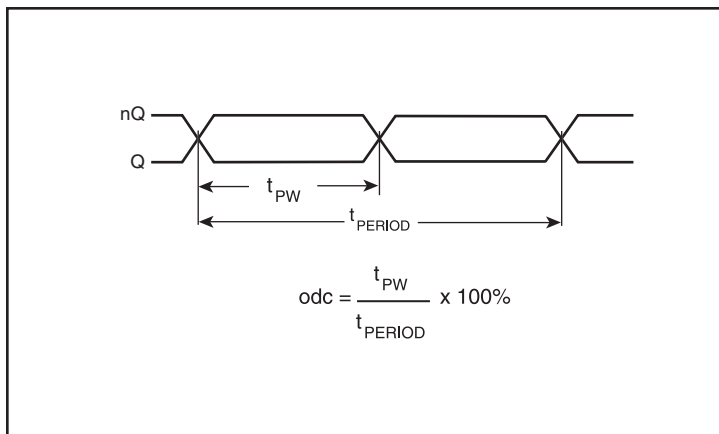 nQ
Q
tPW
tPERIOD
odc = tPW / tPERIOD x 100%